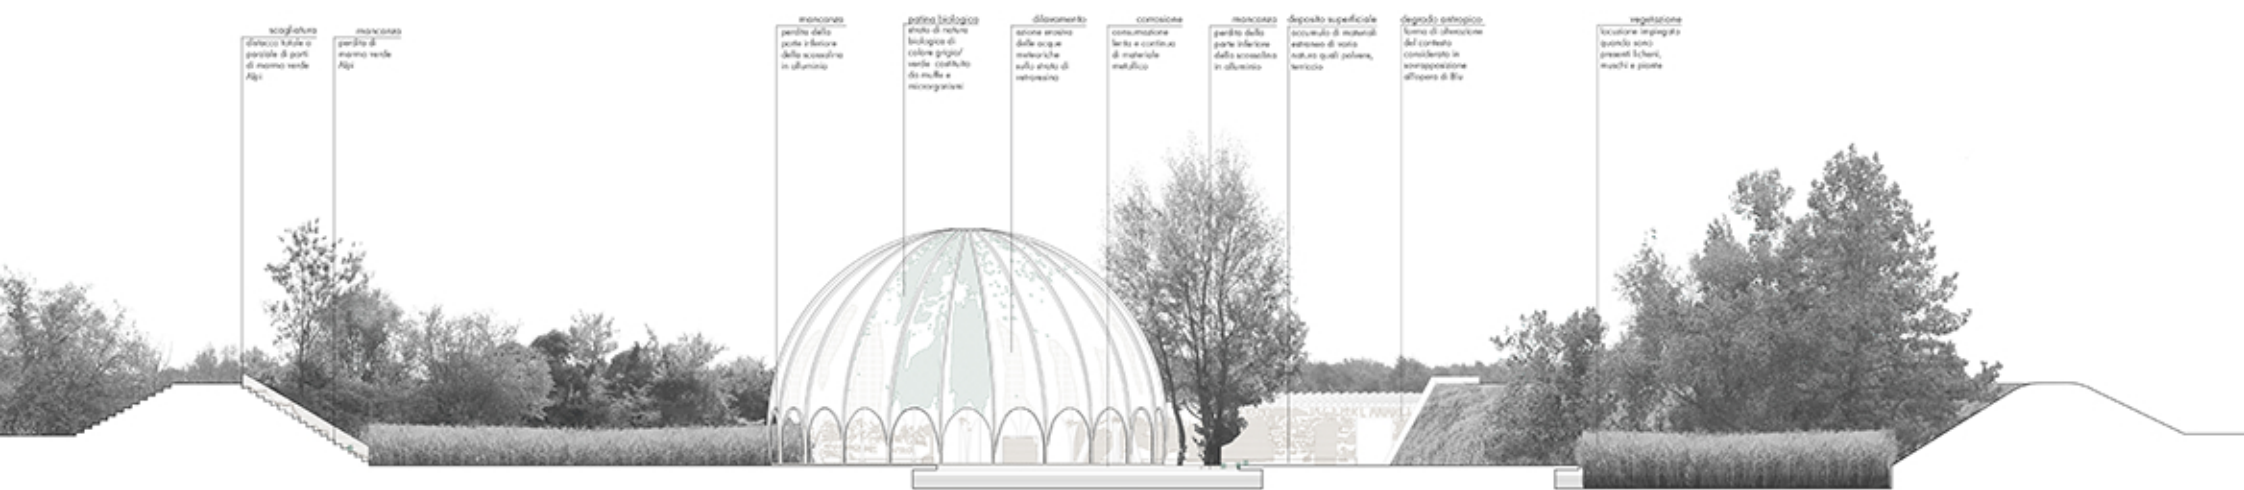 scagliatura
distacco totale o
parziale di parti
di marmo verde
Alpi
mancanza
perdita di
marmo verde
Alpi
mancanza
perdita della
parte inferiore
della scossalina
in alluminio
patina biologica
strato di natura
biologica di
colore grigio/
verde costituito
da muffe e
microrganismi
dilavamento
azione erosiva
delle acque
meteoriche
sullo strato di
vetroresina
corrosione
consumazione
lenta e continua
di materiale
metallico
mancanza
perdita della
parte inferiore
della scossalina
in alluminio
deposito superficiale
accumulo di materiali
estraneo di varia
natura quali polvere,
terriccio
degrado antropico
forma di alterazione
del contesto
considerato in
sovrapposizione
all'opera di Blu
vegetazione
locuzione impiegata
quando sono
presenti licheni,
muschi e piante